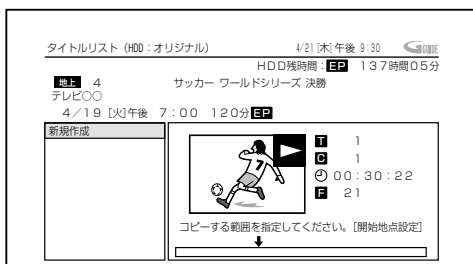 タイトルリスト（HDD：オリジナル） 4/21[木]午後 9:30 G GUIDE
HDD残時間：EP 137時間05分
地上 4 サッカー ワールドシリーズ 決勝
テレビ○○
4／19 [火]午後 7：00 120分EP
新規作成
T 1
C 1
00：30：22
F 21
7
コピーする範囲を指定してください。[開始地点設定]